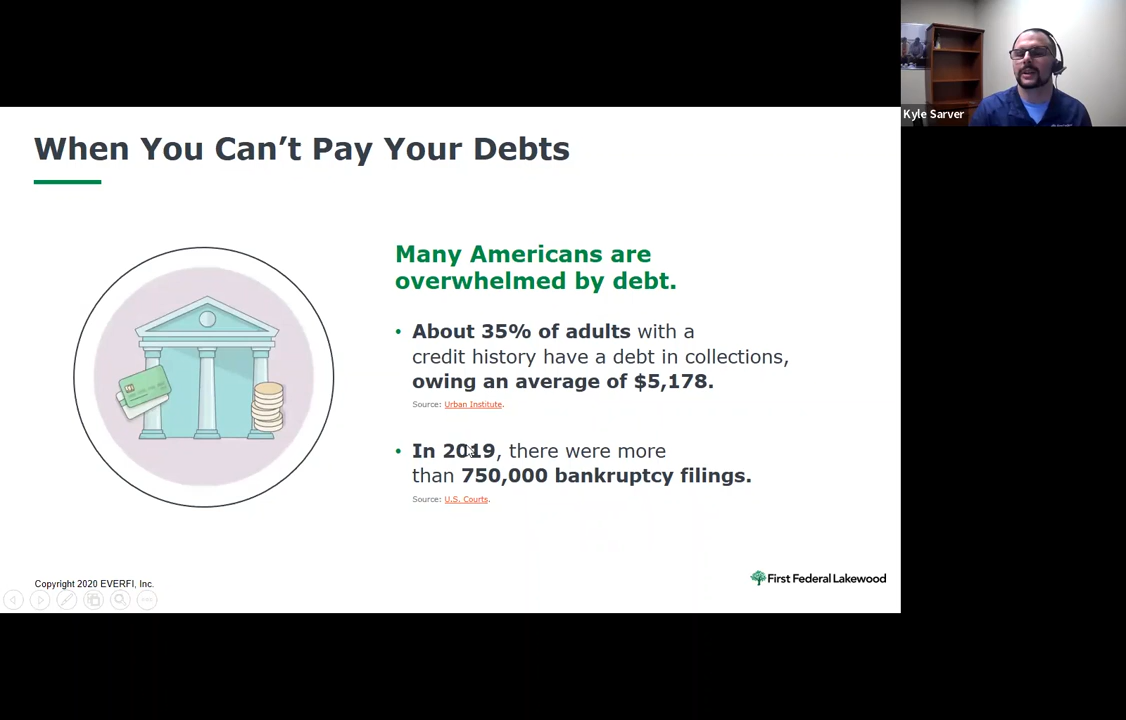 Kyle Sarver
When You Can’t Pay Your Debts
Many Americans are
overwhelmed by debt.
• About 35% of adults with a
credit history have a debt in collections,
owing an average of $5,178.
Source: Urban Institute.
• In 2019, there were more
than 750,000 bankruptcy filings.
Source: U.S. Courts.
Copyright 2020 EVERFI, Inc.
First Federal Lakewood